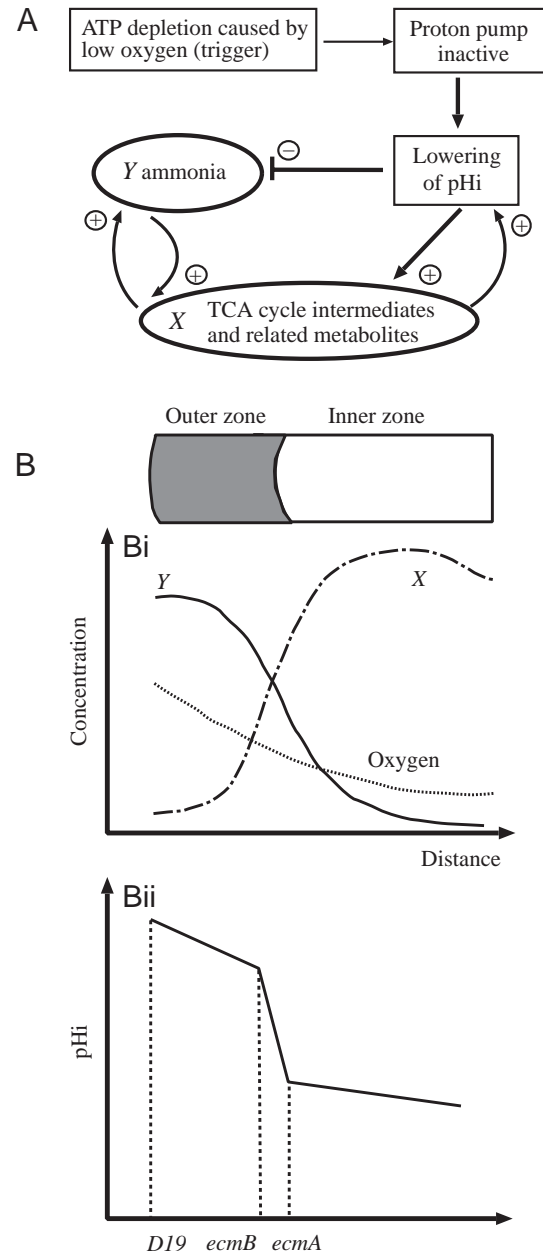 A
ATP depletion caused by
low oxygen (trigger)
Proton pump
inactive
Y ammonia
−
Lowering
of pHi
+
+
+
+
X TCA cycle intermediates
and related metabolites
B
Outer zone Inner zone
Bi
Y
X
Concentration
Oxygen
Distance
Bii
pHi
D19 ecmB ecmA